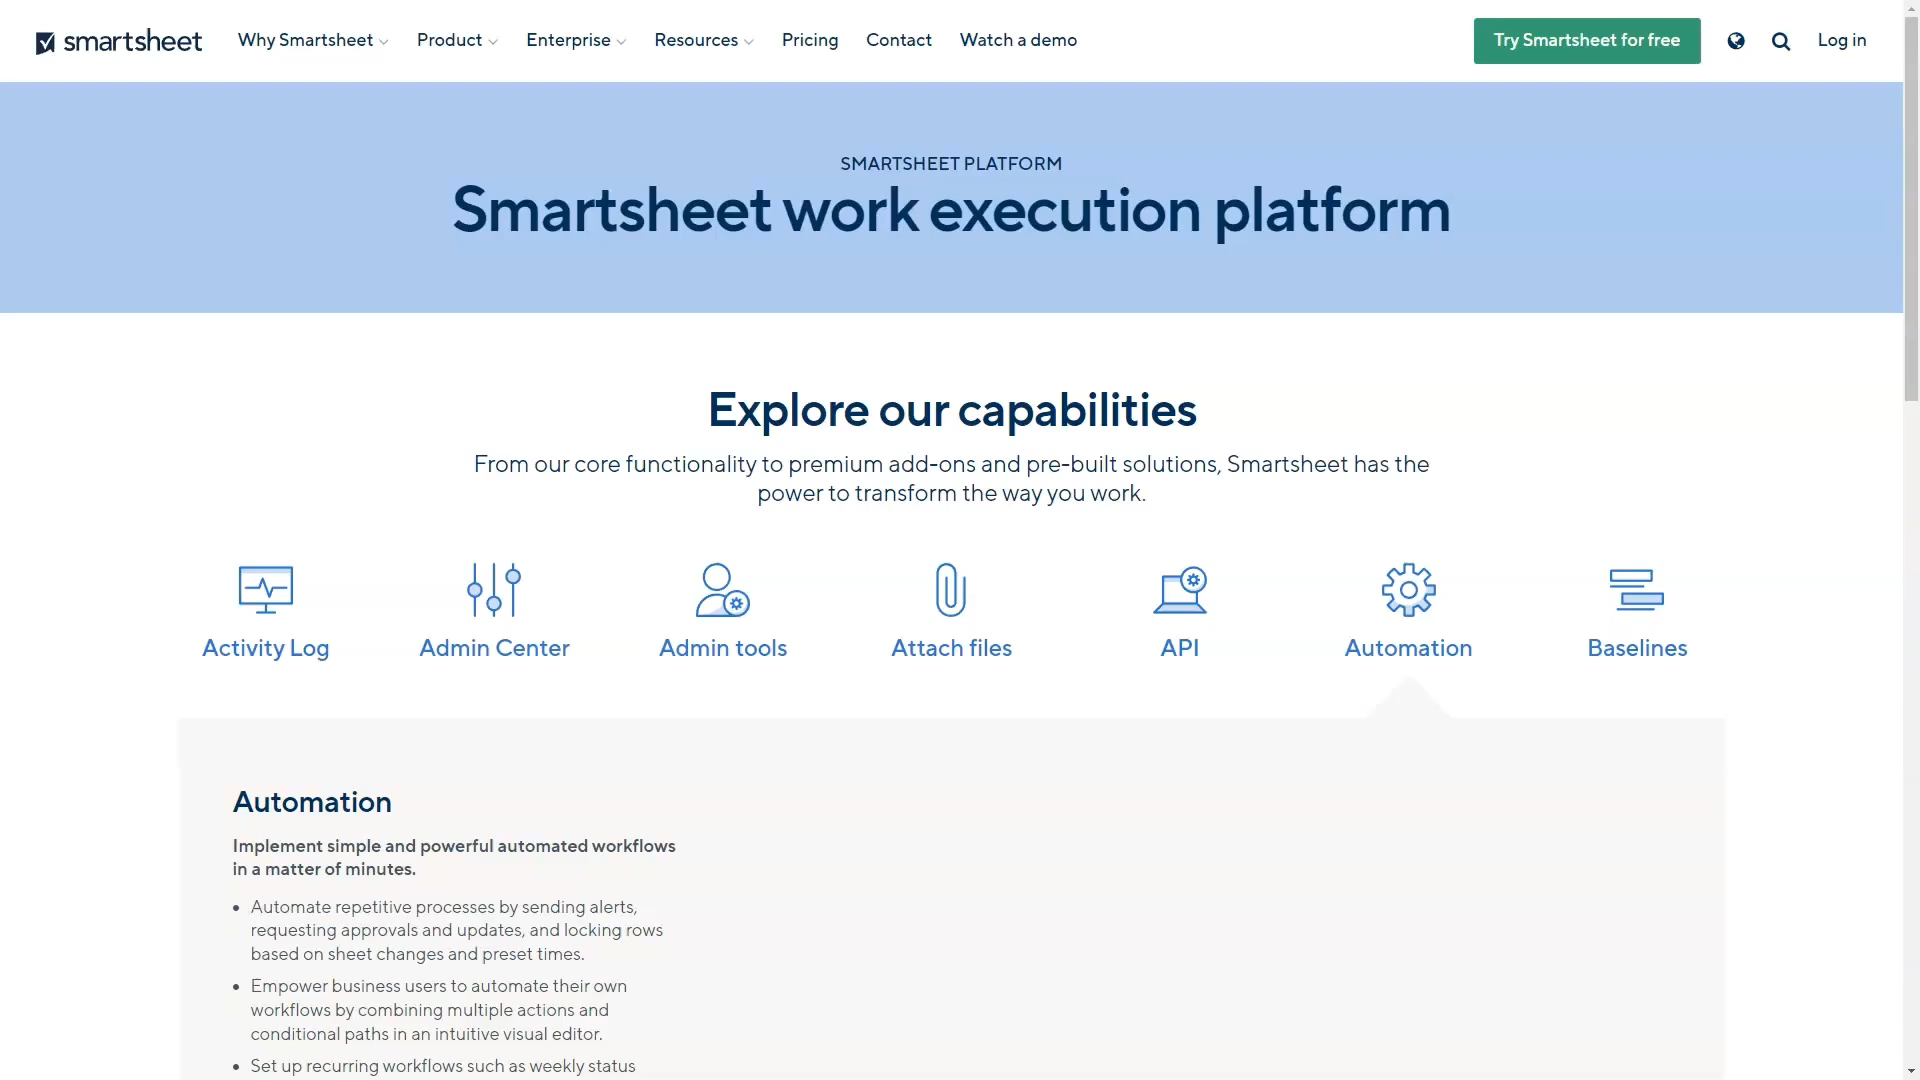 smartsheet
Why Smartsheet
Product
Enterprise
Resources
Pricing
Contact
Watch a demo
Try Smartsheet for free
Log in
SMARTSHEET PLATFORM
Smartsheet work execution platform
Explore our capabilities
From our core functionality to premium add-ons and pre-built solutions, Smartsheet has the
power to transform the way you work.
Activity Log
Admin Center
Admin tools
Attach files
API
Automation
Baselines
Automation
Implement simple and powerful automated workflows
in a matter of minutes.
• Automate repetitive processes by sending alerts,
requesting approvals and updates, and locking rows
based on sheet changes and preset times.
• Empower business users to automate their own
workflows by combining multiple actions and
conditional paths in an intuitive visual editor.
• Set up recurring workflows such as weekly status